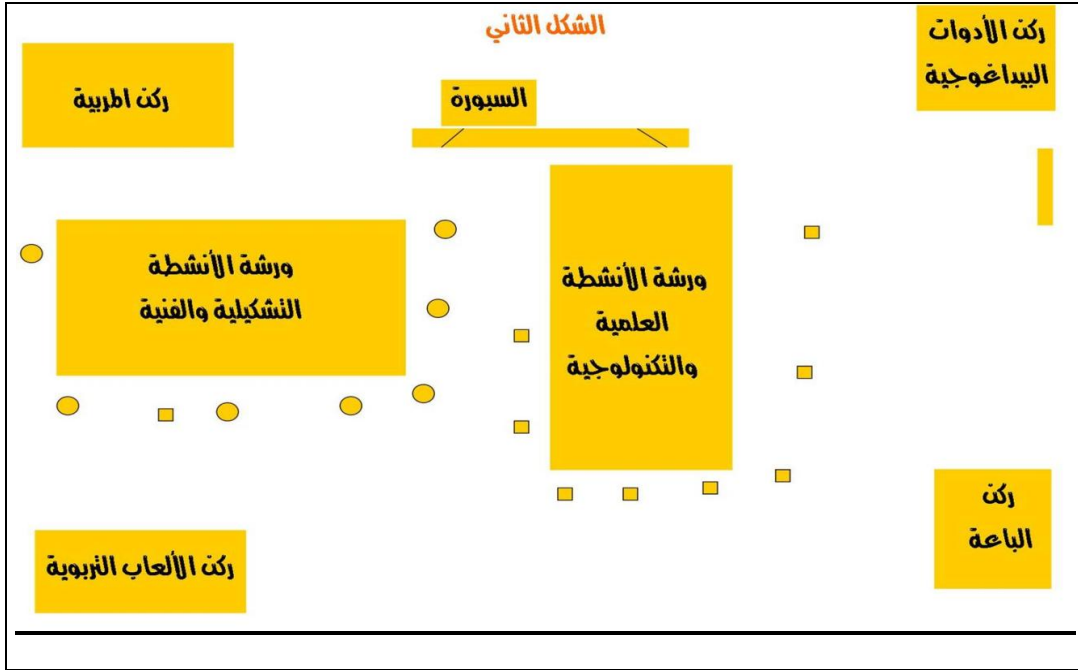 الشكل الثاني
ركن الأدوات
البيداغوجية
السبورة
ركن المربية
ورشة الأنشطة
العلمية
والتكنولوجية
ورشة الأنشطة
التشكيلية والفنية
ركن
الباعة
ركن الألعاب التربوية